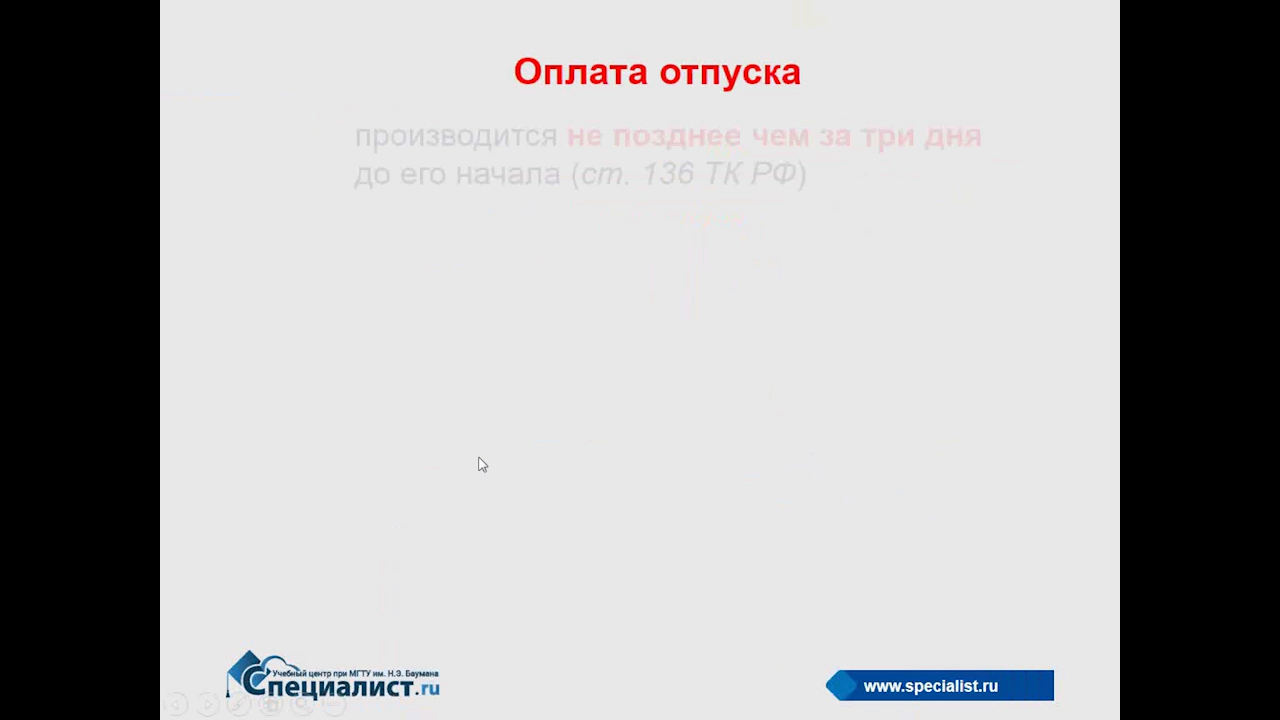 Оплата отпуска
производится не позднее чем за три дня
до его начала (ст. 136 ТК РФ)
Учебный центр при МГТУ им. Н.Э. Баумана
Специалист.ru
www.specialist.ru